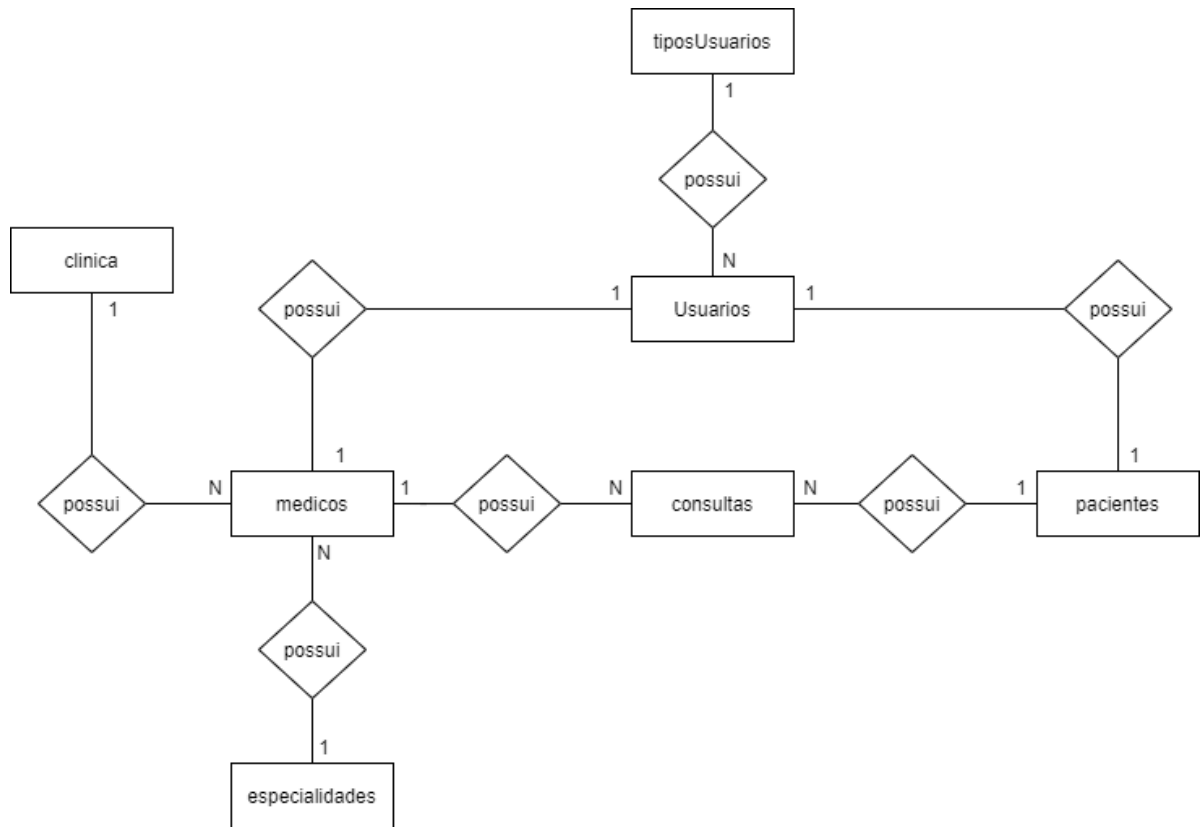 tiposUsuarios
1
possui
N
clinica
1
possui
1
Usuarios
1
possui
1
1
possui
N
medicos
1
possui
N
consultas
N
possui
1
pacientes
N
possui
1
especialidades